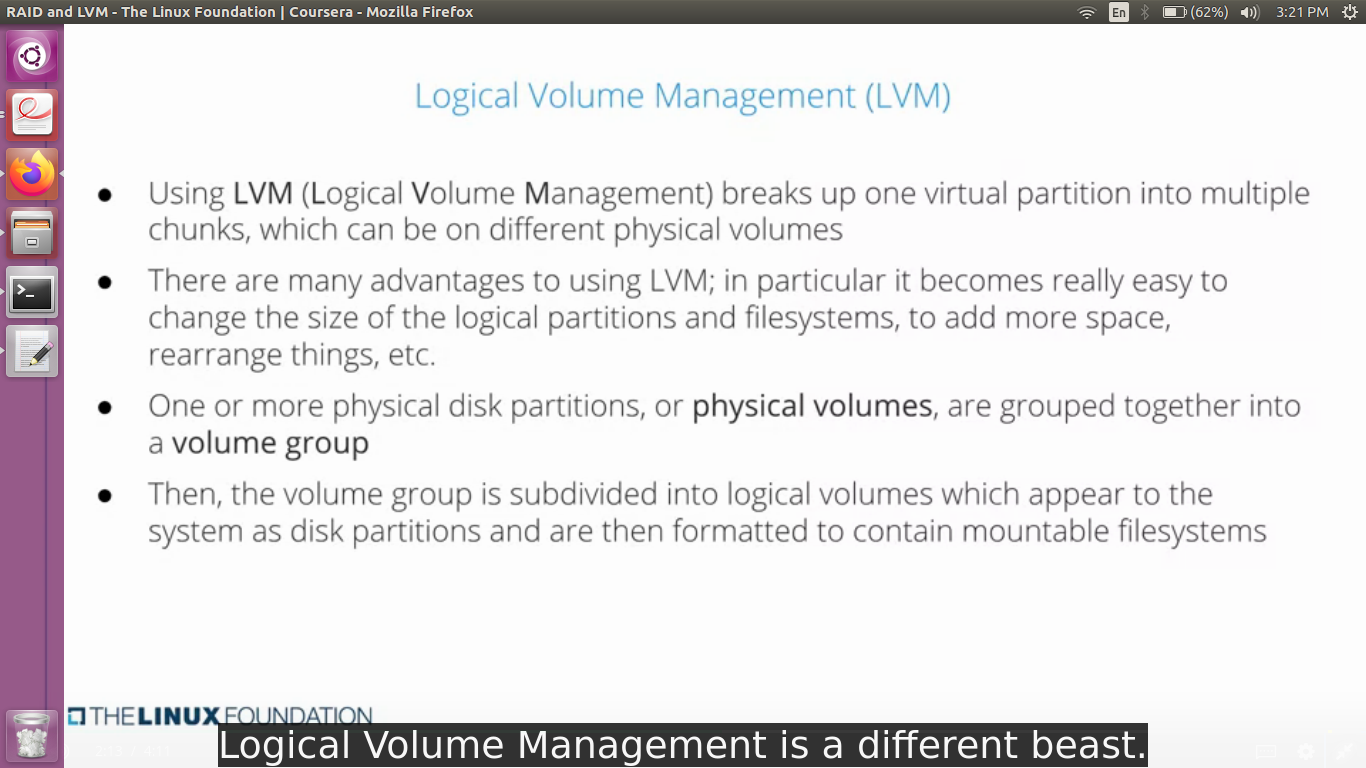 RAID and LVM - The Linux Foundation | Coursera - Mozilla Firefox
En
(62%)
3:21 PM
Logical Volume Management (LVM)
● Using LVM (Logical Volume Management) breaks up one virtual partition into multiple
chunks, which can be on different physical volumes
● There are many advantages to using LVM; in particular it becomes really easy to
change the size of the logical partitions and filesystems, to add more space,
rearrange things, etc.
● One or more physical disk partitions, or physical volumes, are grouped together into
a volume group
● Then, the volume group is subdivided into logical volumes which appear to the
system as disk partitions and are then formatted to contain mountable filesystems
THE LINUX FOUNDATION
Logical Volume Management is a different beast.